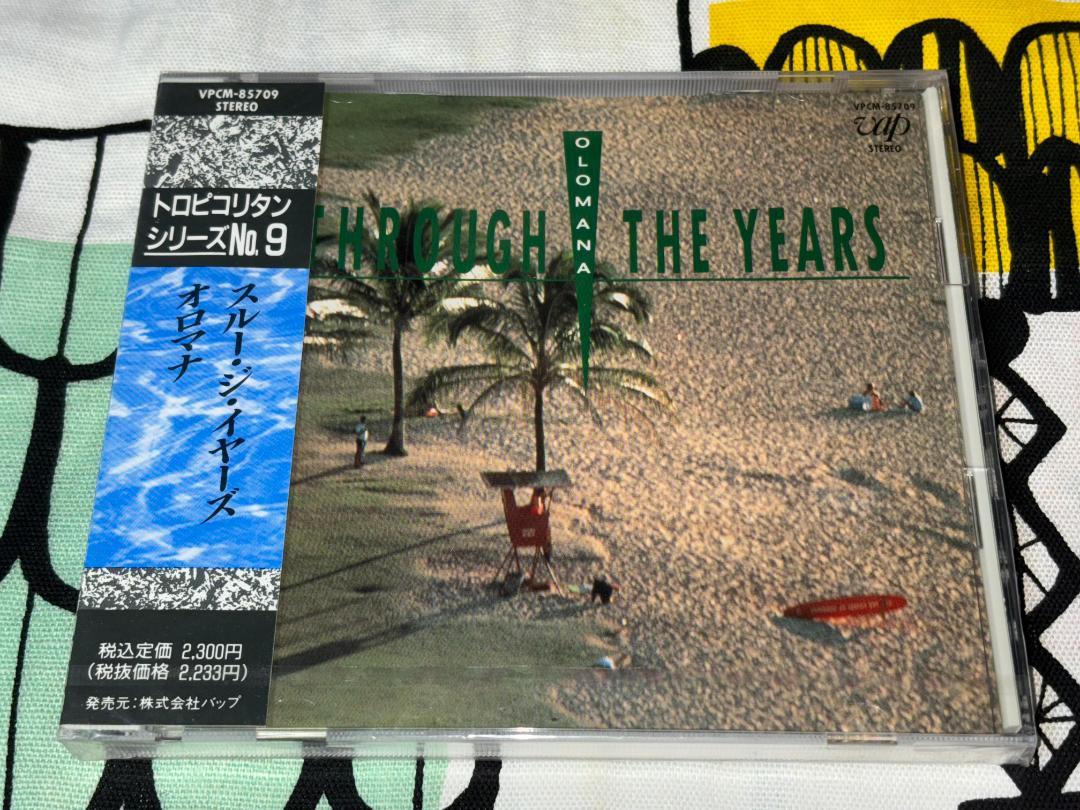 VPCM-85709
STEREO
トロピコリタン
シリーズNo.9
スルー・ジ・イヤーズ
オロマナ
税込定価 2,300円
(税抜価格 2,233円)
発売元:株式会社バップ
VPCM-85709
vap
STEREO
OLOMANA
THROUGH THE YEARS